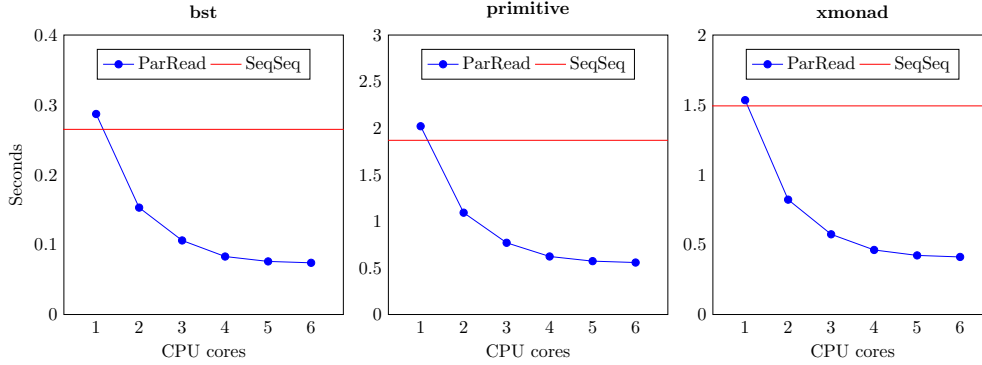 bst
ParRead SeqSeq
0.4
0.3
0.2
0.1
0
Seconds
1 2 3 4 5 6
CPU cores
primitive
ParRead SeqSeq
3
2.5
2
1.5
1
0.5
0
1 2 3 4 5 6
CPU cores
xmonad
ParRead SeqSeq
2
1.5
1
0.5
0
1 2 3 4 5 6
CPU cores